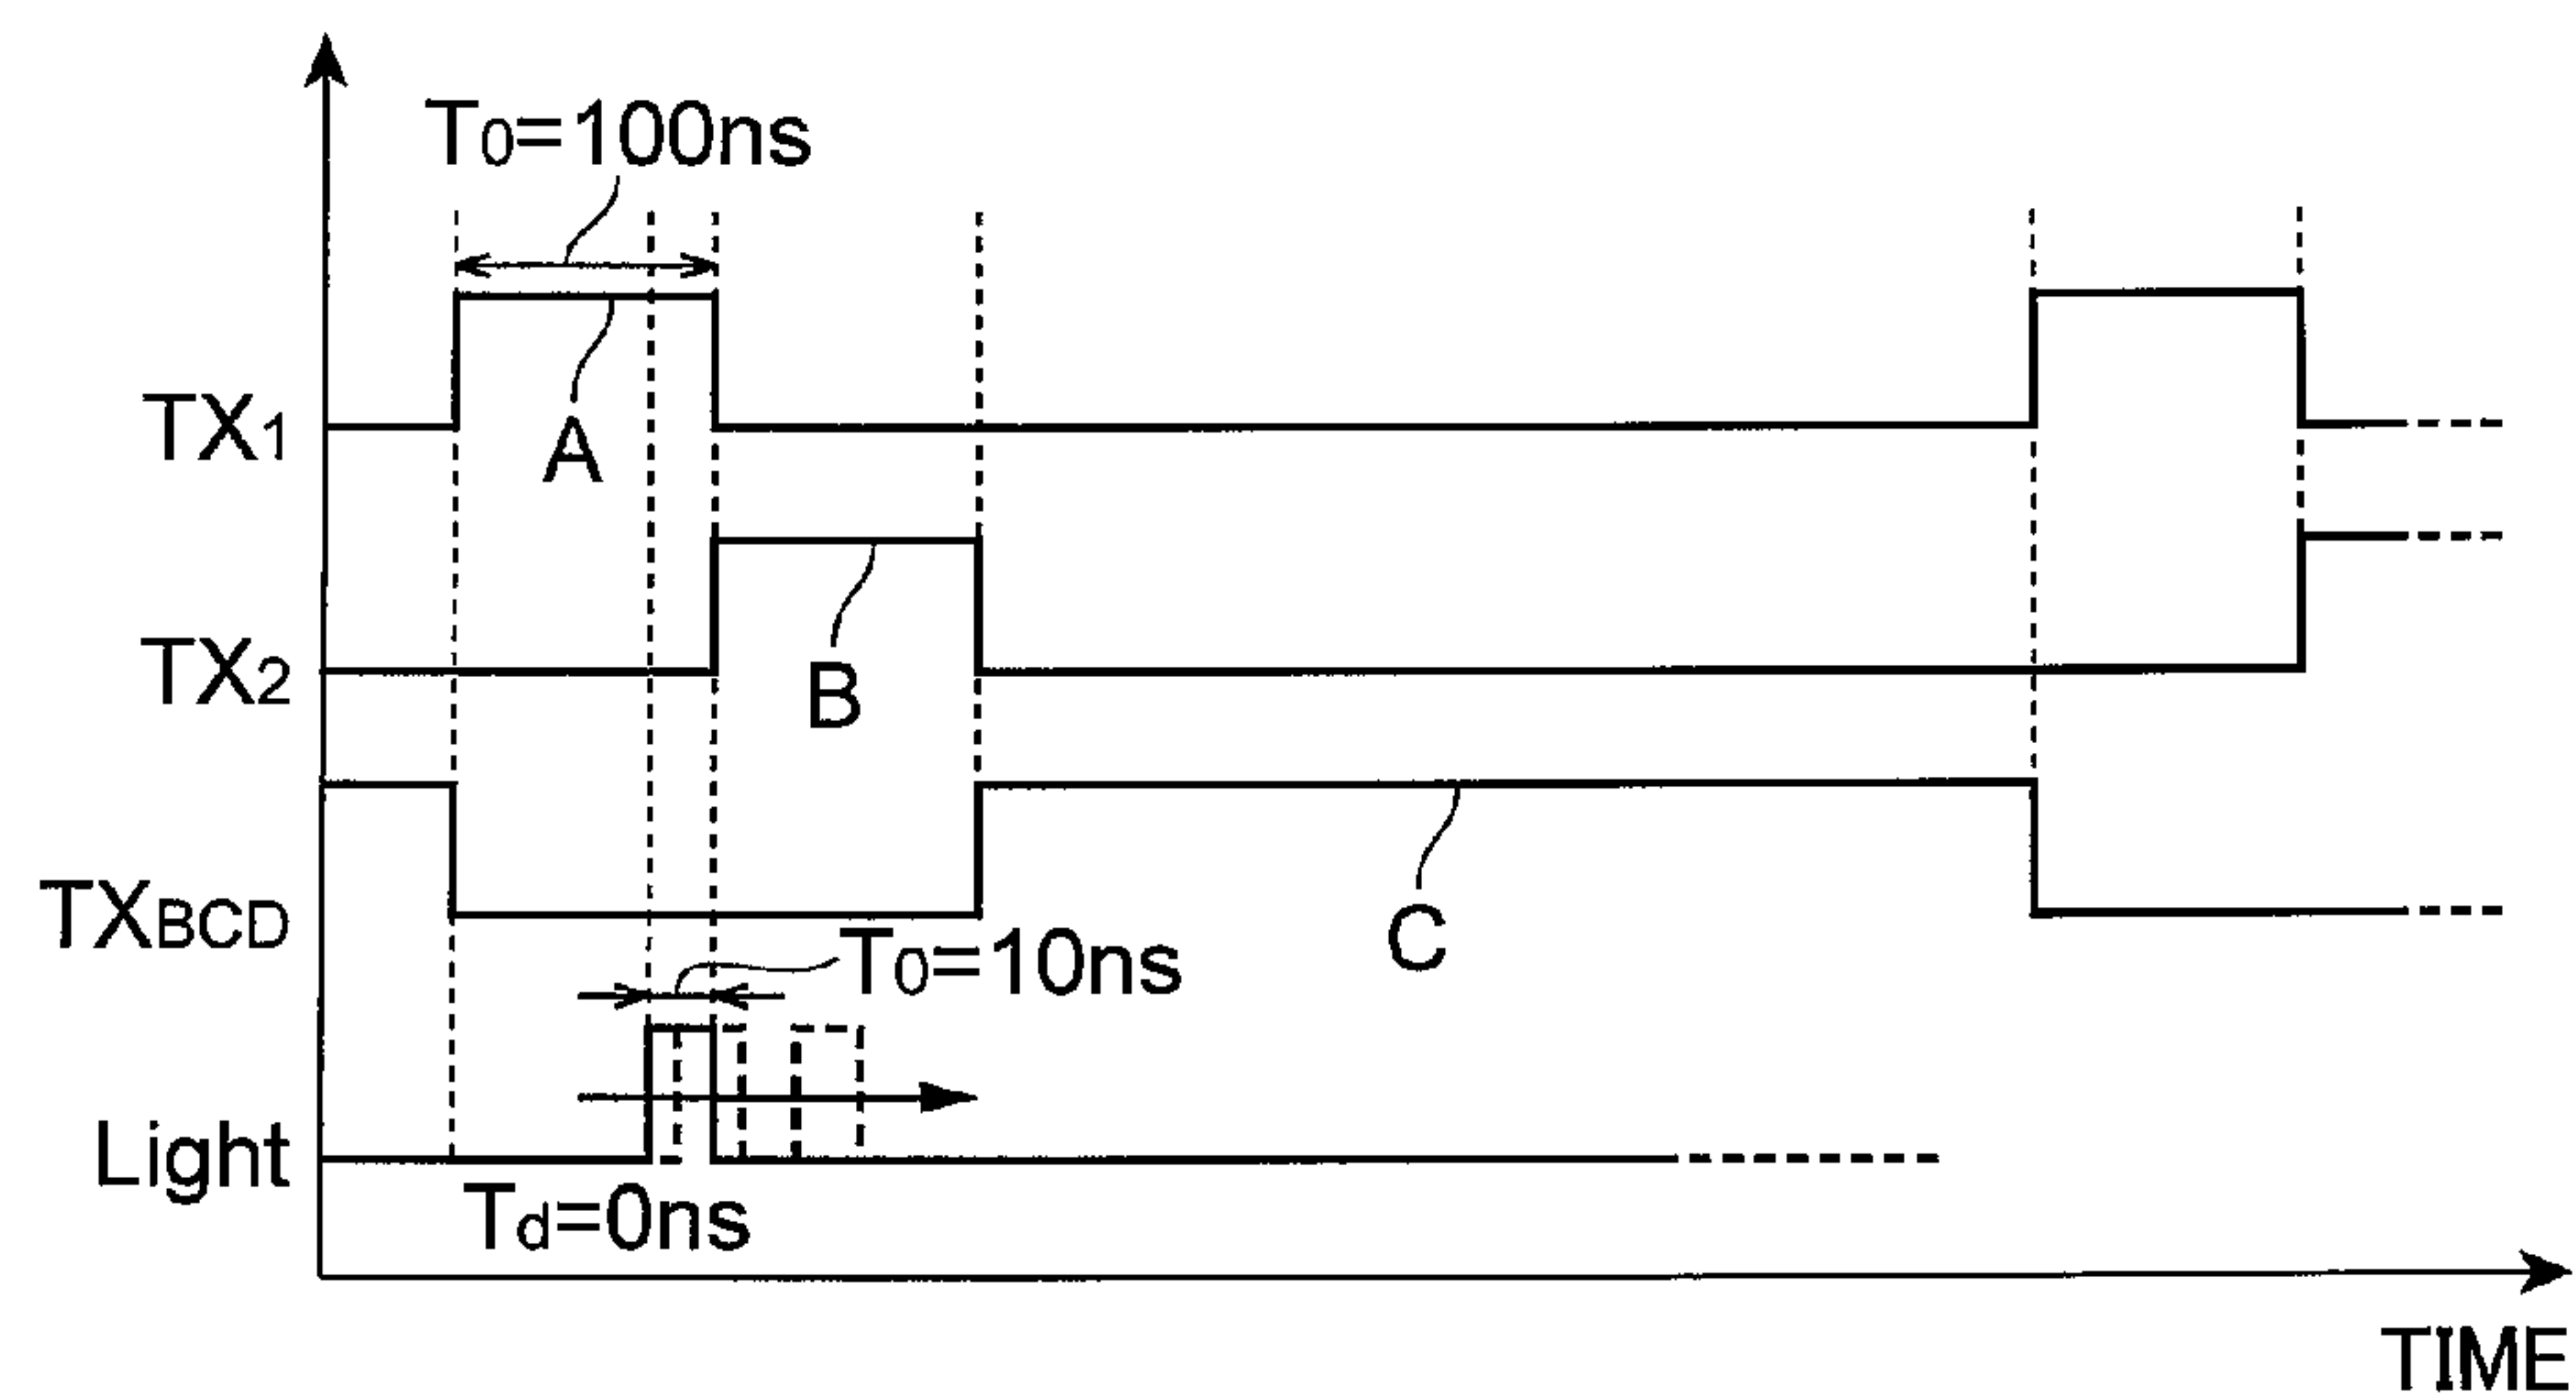 T0=100ns
TX1
A
TX2
B
TXBCD
T0=10ns
C
Light
Td=0ns
TIME